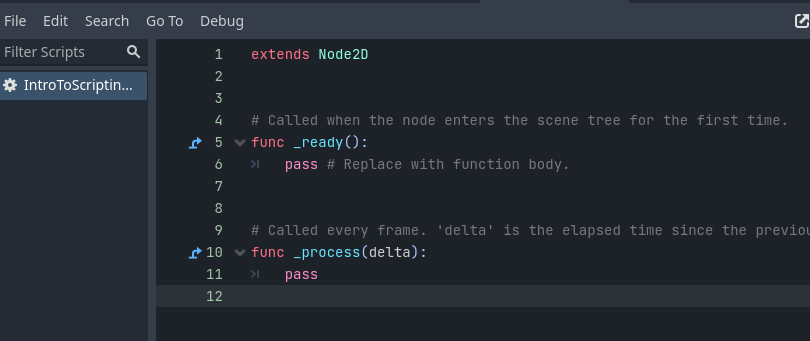 File Edit Search Go To Debug
Filter Scripts
IntroToScriptin...
1 extends Node2D
2
3
4 # Called when the node enters the scene tree for the first time.
5 func _ready():
6 pass # Replace with function body.
7
8
9 # Called every frame. 'delta' is the elapsed time since the previou
10 func _process(delta):
11 pass
12